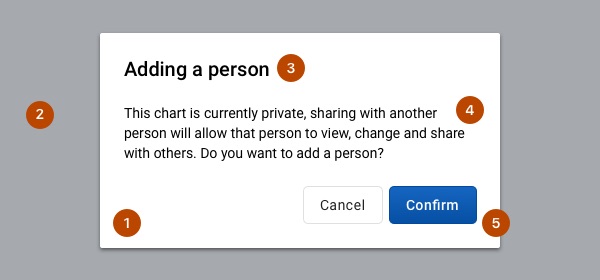 Adding a person 3
2
4
This chart is currently private, sharing with another
person will allow that person to view, change and share
with others. Do you want to add a person?
Cancel Confirm
1
5